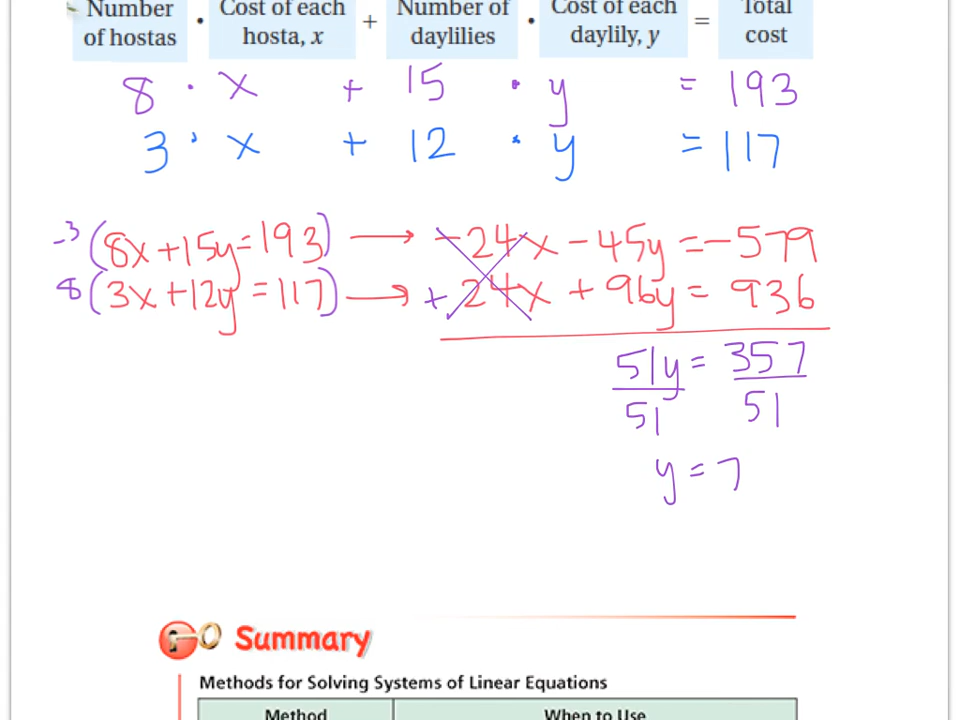 Number Cost of each Number of Cost of each Total
of hostas · hosta, x + daylilies · daylily, y = cost
8 · x + 15 · y = 193
3 · x + 12 · y = 117
-3 (8x+15y=193) → -24x - 45y = -579
8 (3x+12y=117) → + 24x + 96y = 936
51y = 357
51 51
y = 7
Summary
Methods for Solving Systems of Linear Equations
Method When to Use